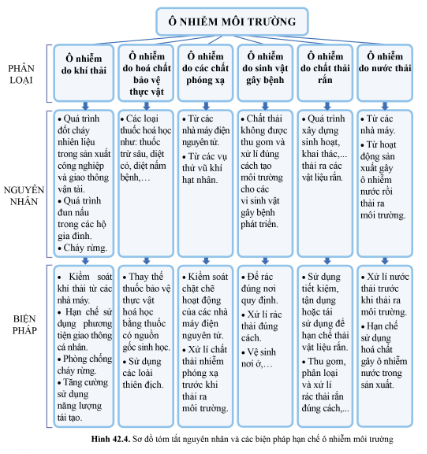 Ô NHIỄM MÔI TRƯỜNG
PHÂN
LOẠI
Ô nhiễm
do khí thải
Ô nhiễm
do hoá chất
bảo vệ
thực vật
Ô nhiễm
do các chất
phóng xạ
Ô nhiễm
do sinh vật
gây bệnh
Ô nhiễm
do chất thải
rắn
Ô nhiễm
do nước thải
NGUYÊN
NHÂN
• Quá trình
đốt cháy
nhiên liệu
trong sản xuất
công nghiệp
và giao thông
vận tải.
• Quá trình
đun nấu
trong các hộ
gia đình.
• Cháy rừng.
• Các loại
thuốc hoá học
như: thuốc
trừ sâu, diệt
cỏ, diệt nấm
bệnh,…
• Từ các
nhà máy điện
nguyên tử.
• Từ các vụ
thử vũ khí
hạt nhân.
• Chất thải
không được
thu gom và
xử lí đúng
cách tạo
môi trường
cho các
vi sinh vật
gây bệnh
phát triển.
• Quá trình
xây dựng
sinh hoạt,
khai thác,...
thải ra các
vật liệu rắn.
• Từ các
nhà máy.
• Từ hoạt
động sản
xuất gây
ô nhiễm
nước rồi
thải ra
môi trường.
BIỆN
PHÁP
• Kiểm soát
khí thải từ các
nhà máy.
• Hạn chế sử
dụng phương
tiện giao thông
cá nhân.
• Phòng chống
cháy rừng.
• Tăng cường
sử dụng
năng lượng
tái tạo.
• Thay thế
thuốc bảo vệ
thực vật
hoá học
bằng thuốc
có nguồn
gốc sinh học.
• Sử dụng
các loài
thiên địch.
• Kiểm soát
chặt chẽ
hoạt động
của các nhà
máy điện
nguyên tử.
• Xử lí chất
thải nhiễm
phóng xạ
trước khi
thải ra
môi trường.
• Để rác
đúng nơi
quy định.
• Xử lí rác
thải đúng
cách.
• Vệ sinh
nơi ở,…
• Sử dụng
tiết kiệm,
tận dụng
hoặc tái
sử dụng để
hạn chế thải
vật liệu rắn.
• Thu gom,
phân loại
và xử lí
rác thải rắn
đúng cách,...
• Xử lí nước
thải trước
khi thải ra
môi trường.
• Hạn chế
sử dụng
hoá chất
gây ô nhiễm
nước trong
sản xuất.
Hình 42.4. Sơ đồ tóm tắt nguyên nhân và các biện pháp hạn chế ô nhiễm môi trường